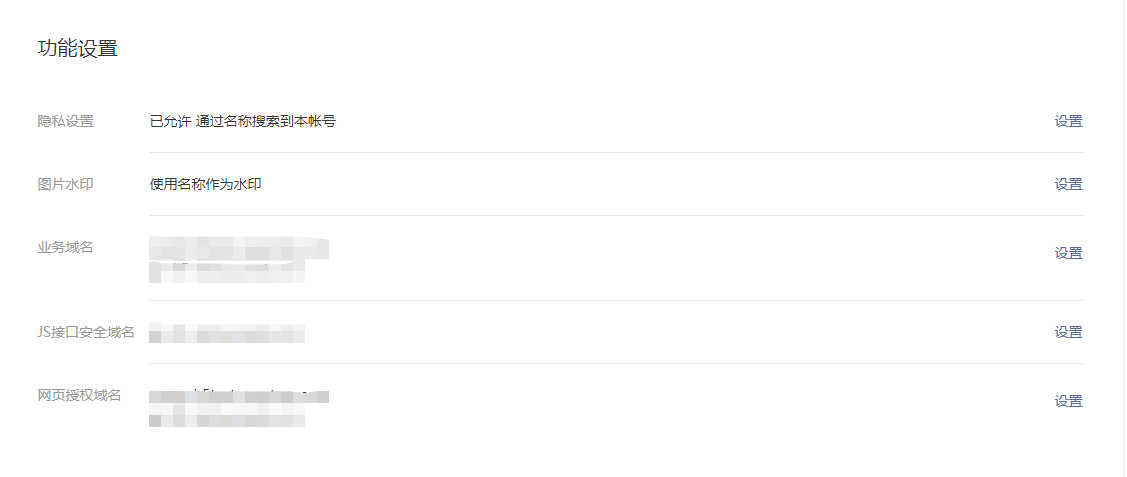 功能设置
隐私设置 已允许 通过名称搜索到本帐号 设置
图片水印 使用名称作为水印 设置
业务域名 设置
JS接口安全域名 设置
网页授权域名 设置